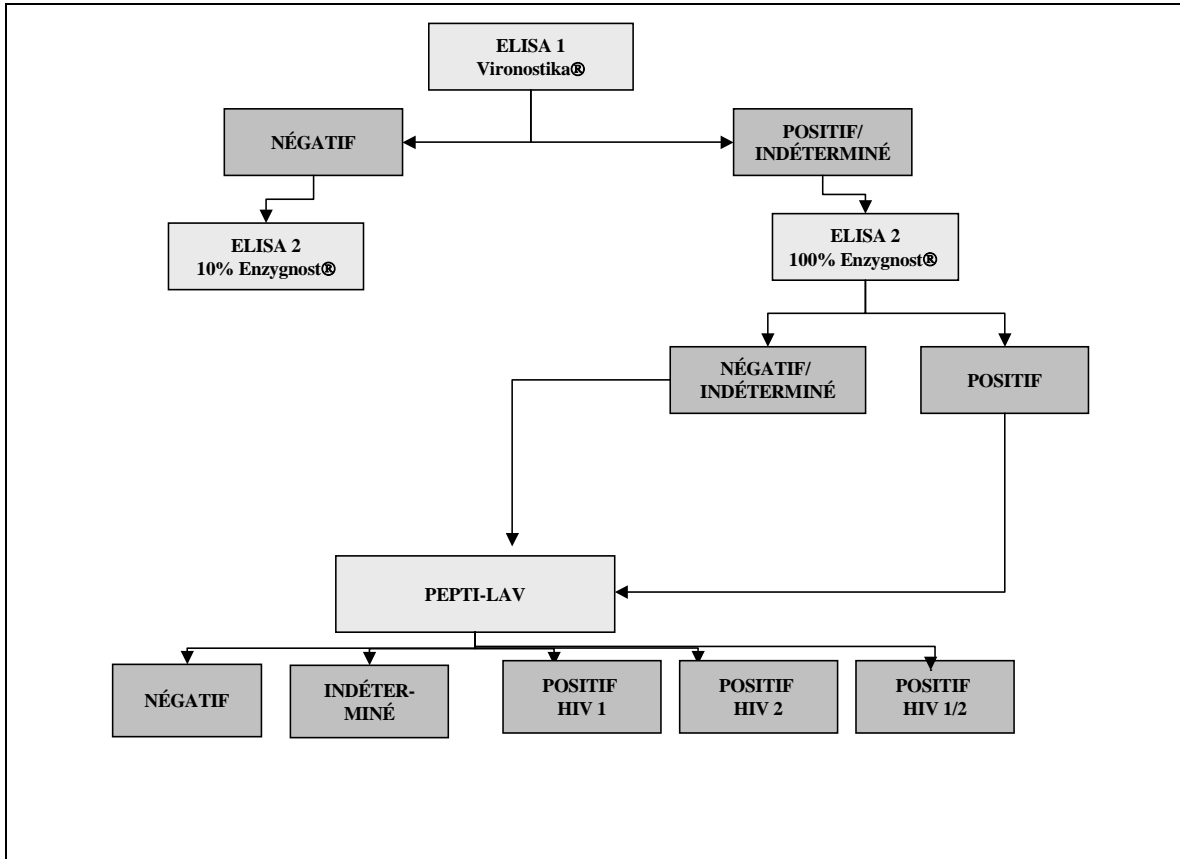 ELISA 1
Vironostika®
NÉGATIF
POSITIF/
INDÉTERMINÉ
ELISA 2
10% Enzygnost®
ELISA 2
100% Enzygnost®
NÉGATIF/
INDÉTERMINÉ
POSITIF
PEPTI-LAV
NÉGATIF
INDÉTER-
MINÉ
POSITIF
HIV 1
POSITIF
HIV 2
POSITIF
HIV 1/2